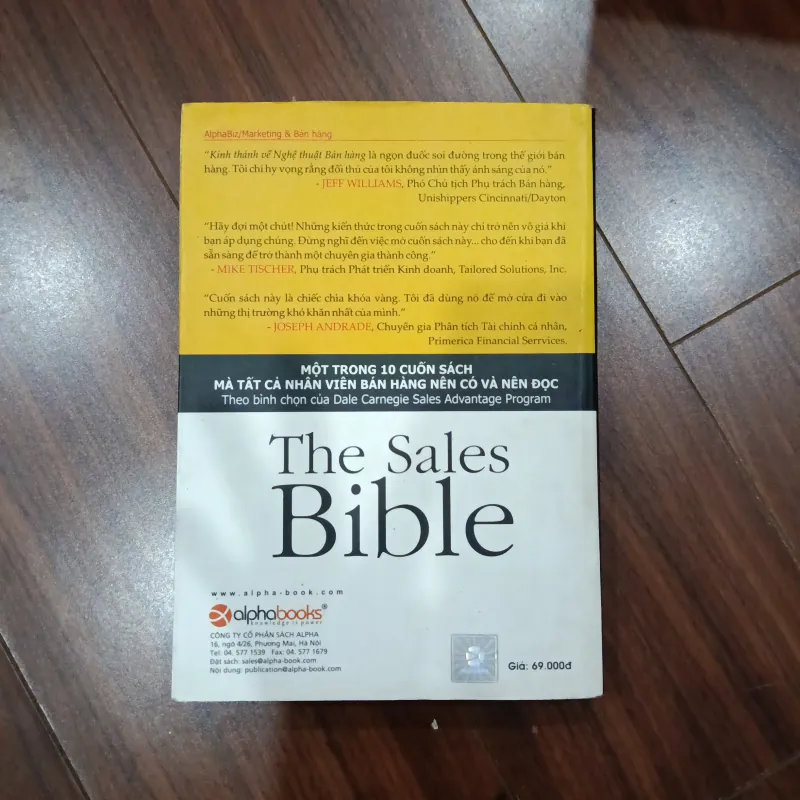 AlphaBiz/Marketing & Bán hàng
“Kinh thánh về Nghệ thuật Bán hàng là ngọn đuốc soi đường trong thế giới bán
hàng. Tôi chỉ hy vọng rằng đối thủ của tôi không nhìn thấy ánh sáng của nó.”
- JEFF WILLIAMS, Phó Chủ tịch Phụ trách Bán hàng,
Unishippers Cincinnati/Dayton
“Hãy đợi một chút! Những kiến thức trong cuốn sách này chỉ trở nên vô giá khi
bạn áp dụng chúng. Đừng nghĩ đến việc mở cuốn sách này... cho đến khi bạn đã
sẵn sàng để trở thành một chuyên gia thành công.”
- MIKE TISCHER, Phụ trách Phát triển Kinh doanh, Tailored Solutions, Inc.
“Cuốn sách này là chiếc chìa khóa vàng. Tôi đã dùng nó để mở cửa đi vào
những thị trường khó khăn nhất của mình.”
- JOSEPH ANDRADE, Chuyên gia Phân tích Tài chính cá nhân,
Primerica Financial Serrvices.
MỘT TRONG 10 CUỐN SÁCH
MÀ TẤT CẢ NHÂN VIÊN BÁN HÀNG NÊN CÓ VÀ NÊN ĐỌC
Theo bình chọn của Dale Carnegie Sales Advantage Program
The Sales
Bible
www.alpha-book.com
alphabooks®
knowledge is power
CÔNG TY CỔ PHẦN SÁCH ALPHA
16, ngõ 4/26, Phương Mai, Hà Nội
Tel: 04. 577 1539 Fax: 04. 577 1679
Đặt sách: sales@alpha-book.com
Nội dung: publication@alpha-book.com
Giá: 69.000đ